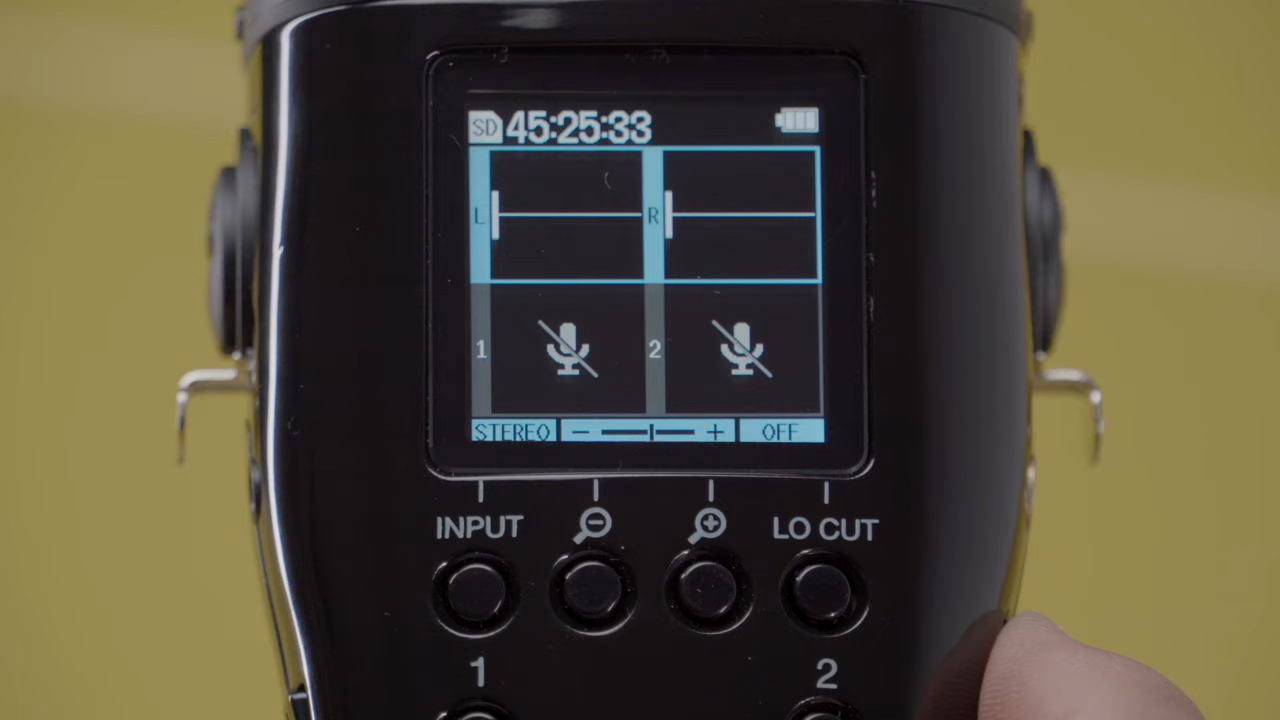 SD 45:25:33
L R
1 2
STEREO − + OFF
INPUT LO CUT
1 2